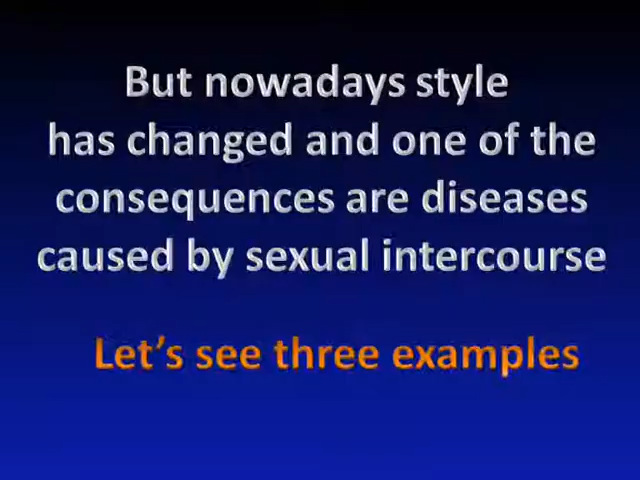 But nowadays style
has changed and one of the
consequences are diseases
caused by sexual intercourse
Let's see three examples